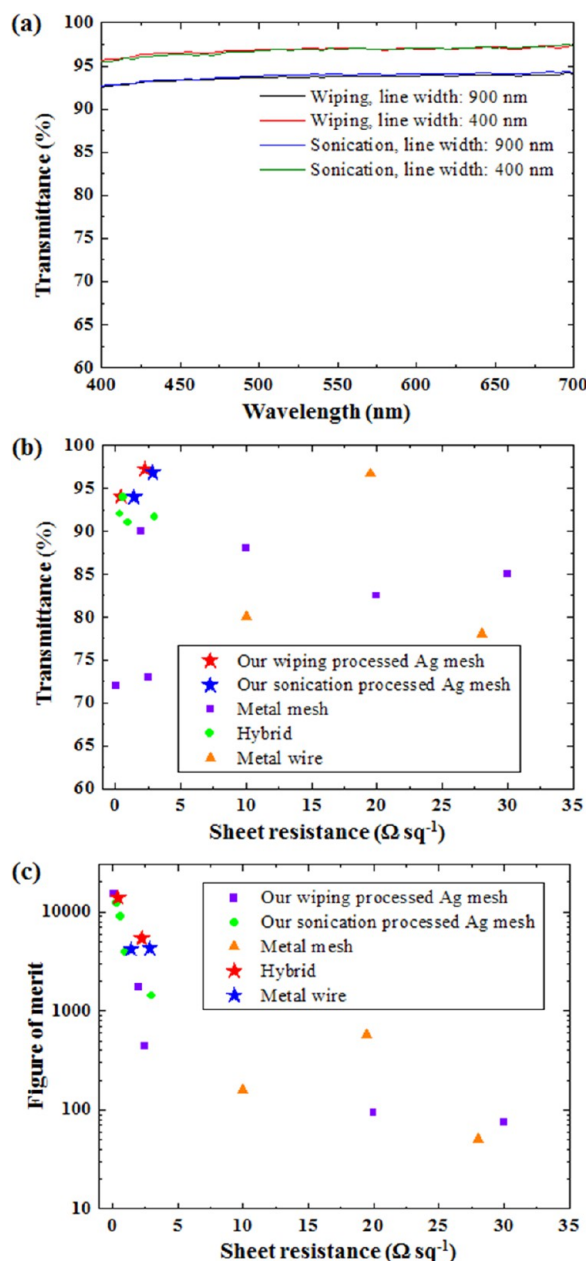 (a)
100
95
90
85
80
75
70
65
60
Transmittance (%)
Wiping, line width: 900 nm
Wiping, line width: 400 nm
Sonication, line width: 900 nm
Sonication, line width: 400 nm
400 450 500 550 600 650 700
Wavelength (nm)
(b)
100
95
90
85
80
75
70
65
60
Transmittance (%)
Our wiping processed Ag mesh
Our sonication processed Ag mesh
Metal mesh
Hybrid
Metal wire
0 5 10 15 20 25 30 35
Sheet resistance (Ω sq⁻¹)
(c)
10000
1000
100
10
Figure of merit
Our wiping processed Ag mesh
Our sonication processed Ag mesh
Metal mesh
Hybrid
Metal wire
0 5 10 15 20 25 30 35
Sheet resistance (Ω sq⁻¹)